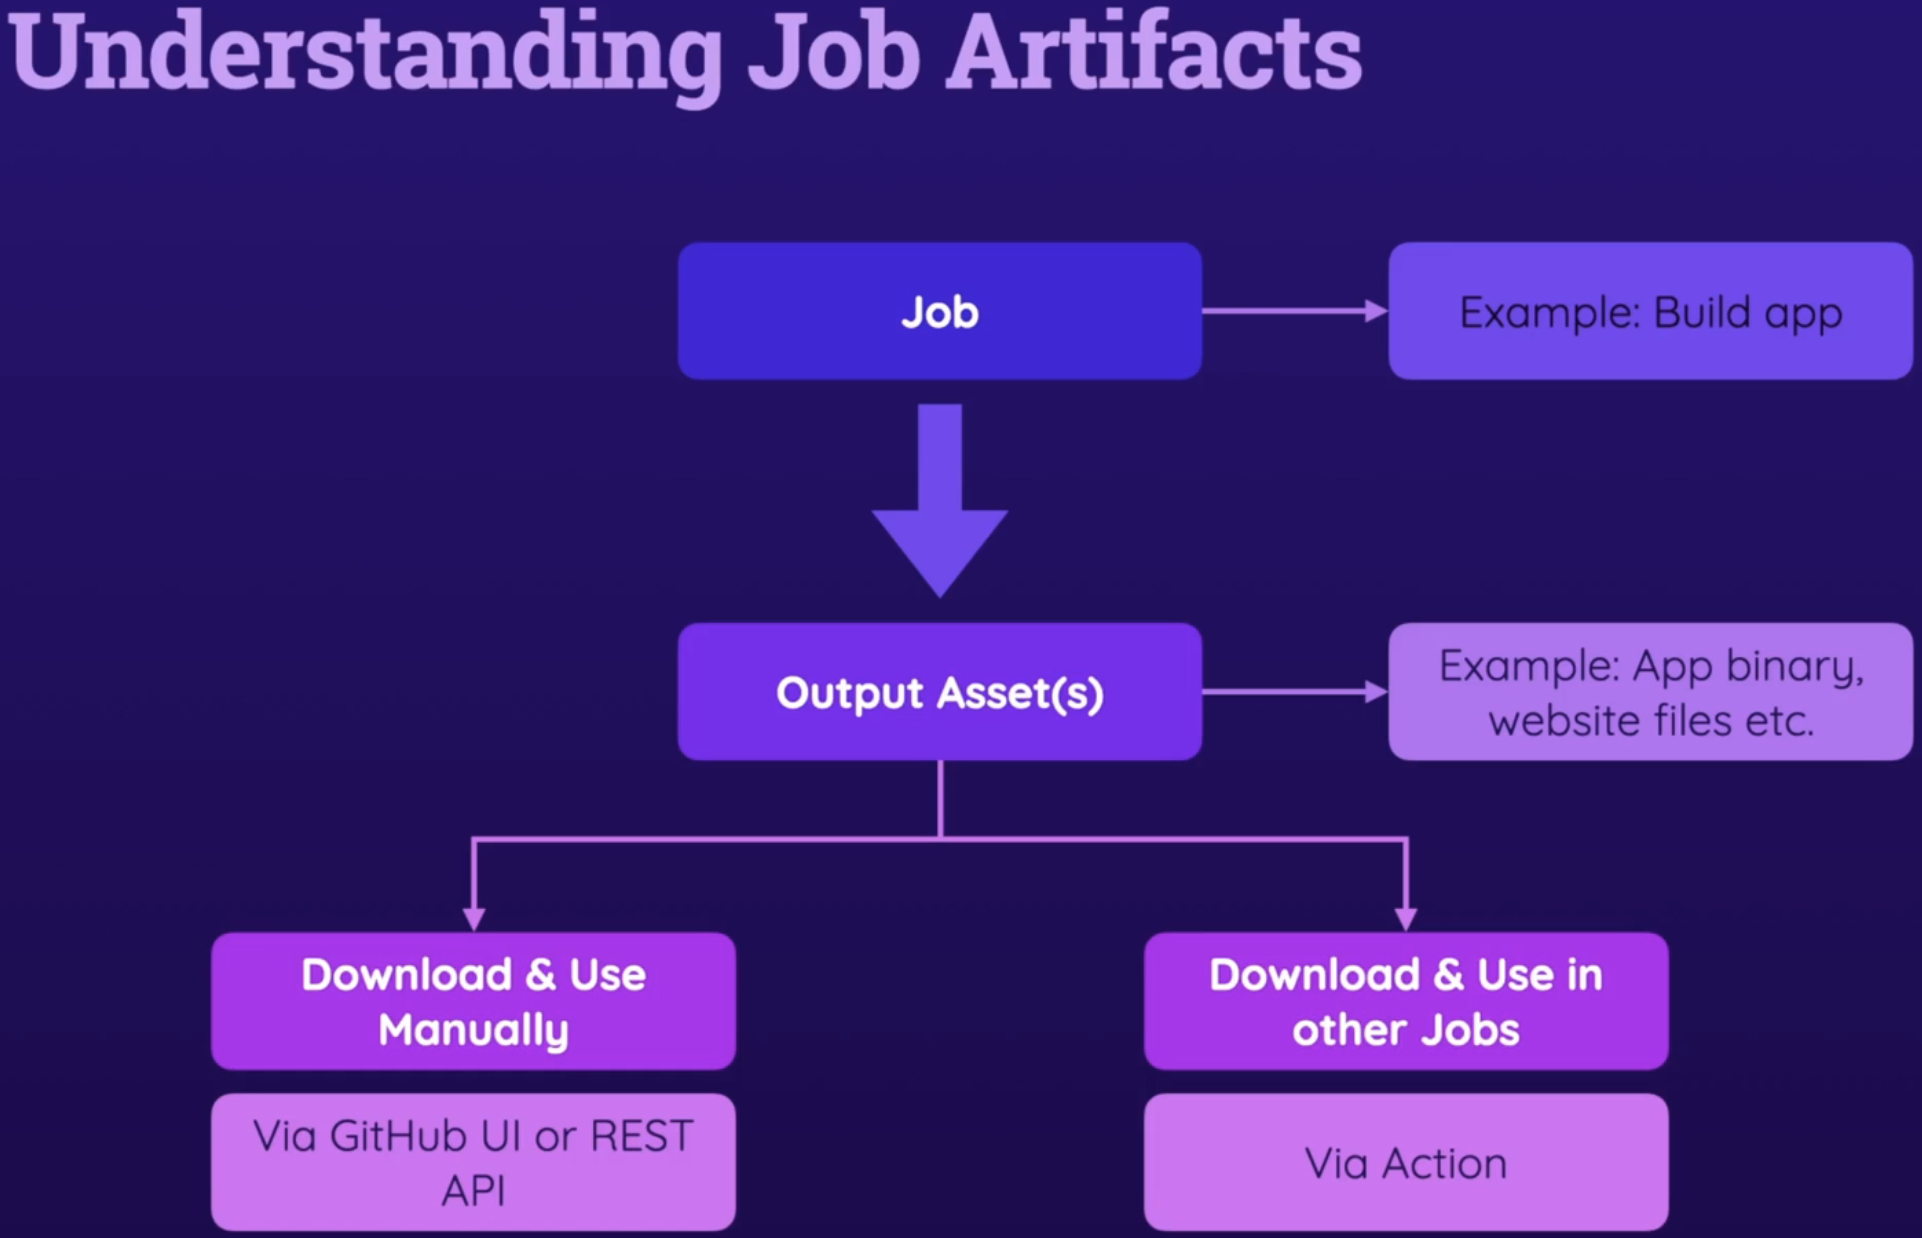 Understanding Job Artifacts
Job
Example: Build app
Output Asset(s)
Example: App binary,
website files etc.
Download & Use
Manually
Via GitHub UI or REST
API
Download & Use in
other Jobs
Via Action